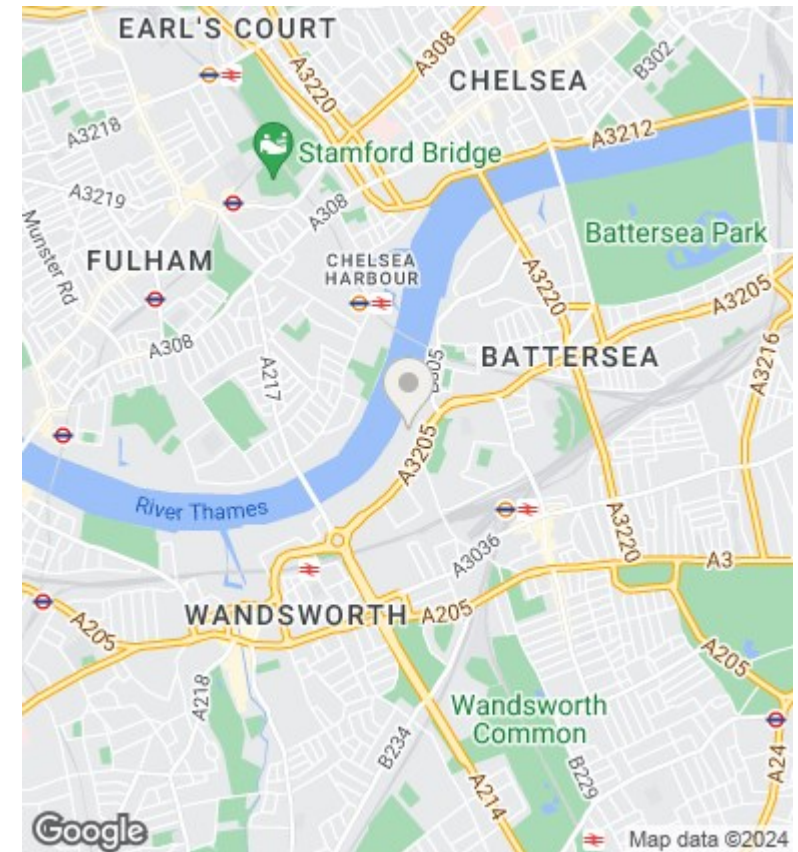 EARL'S COURT
A308
B302
CHELSEA
A3220
A3218
A3212
Stamford Bridge
A3219
A308
Munster Rd
FULHAM
CHELSEA
HARBOUR
Battersea Park
A3220
A3205
A308
A217
B305
BATTERSEA
A3216
A3205
River Thames
A3036
A3220
A3
WANDSWORTH
A205
A205
A205
A218
Wandsworth
Common
B234
B229
A24
A214
Google
Map data ©2024